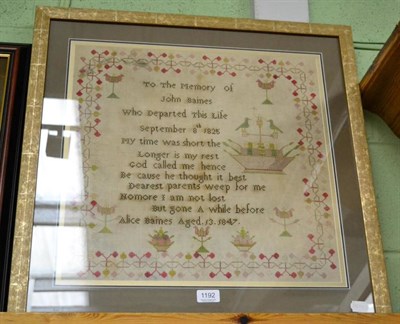 To The Memory of
John Baines
Who Departed This Life
September 8th 1825
My time was short the
Longer is my rest
God called me hence
Be cause he thought it best
Dearest parents weep for me
Nomore I am not lost
But gone A while before
Alice Baines Aged 13. 1847.
1192